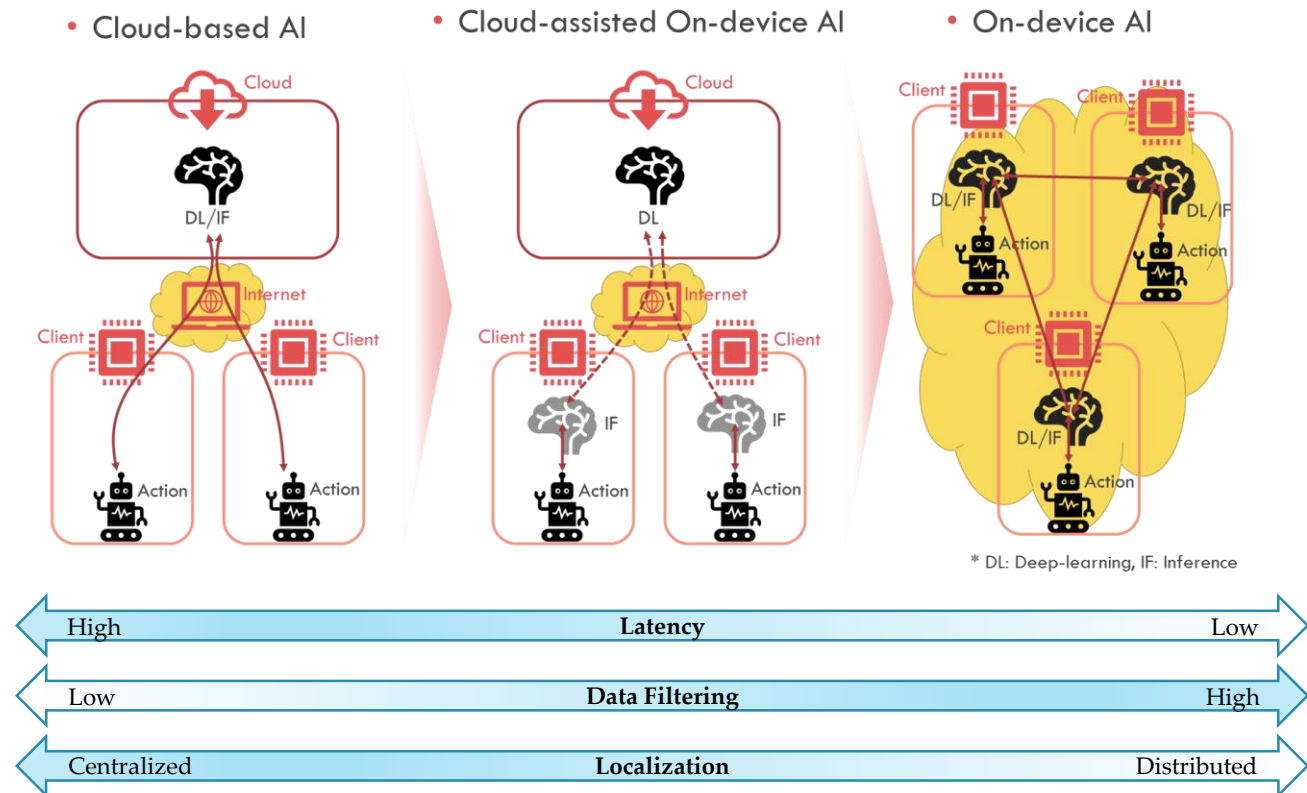 • Cloud-based AI
Cloud
DL/IF
Internet
Client
Client
Action
Action
• Cloud-assisted On-device AI
Cloud
DL
Internet
Client
Client
IF
IF
Action
Action
• On-device AI
Client
Client
DL/IF
DL/IF
Action
Action
Client
DL/IF
Action
* DL: Deep-learning, IF: Inference
High Latency Low
Low Data Filtering High
Centralized Localization Distributed